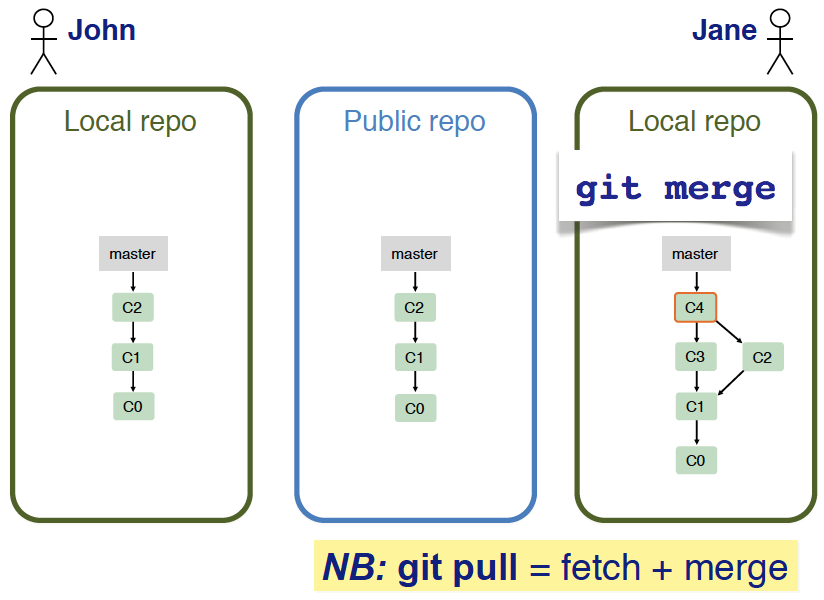 John
Jane
Local repo
Public repo
Local repo
git merge
master
C2
C1
C0
master
C2
C1
C0
master
C4
C3
C2
C1
C0
NB: git pull = fetch + merge